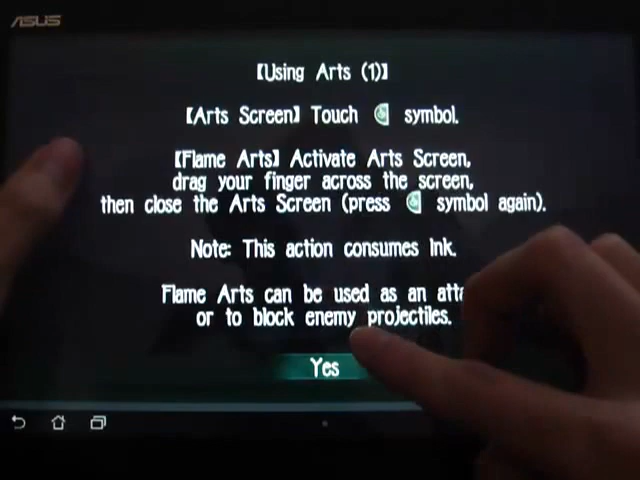 ASUS
【Using Arts (1)】
【Arts Screen】 Touch symbol.
【Flame Arts】 Activate Arts Screen,
drag your finger across the screen,
then close the Arts Screen (press symbol again).
Note: This action consumes Ink.
Flame Arts can be used as an
or to block enemy projectiles.
Yes